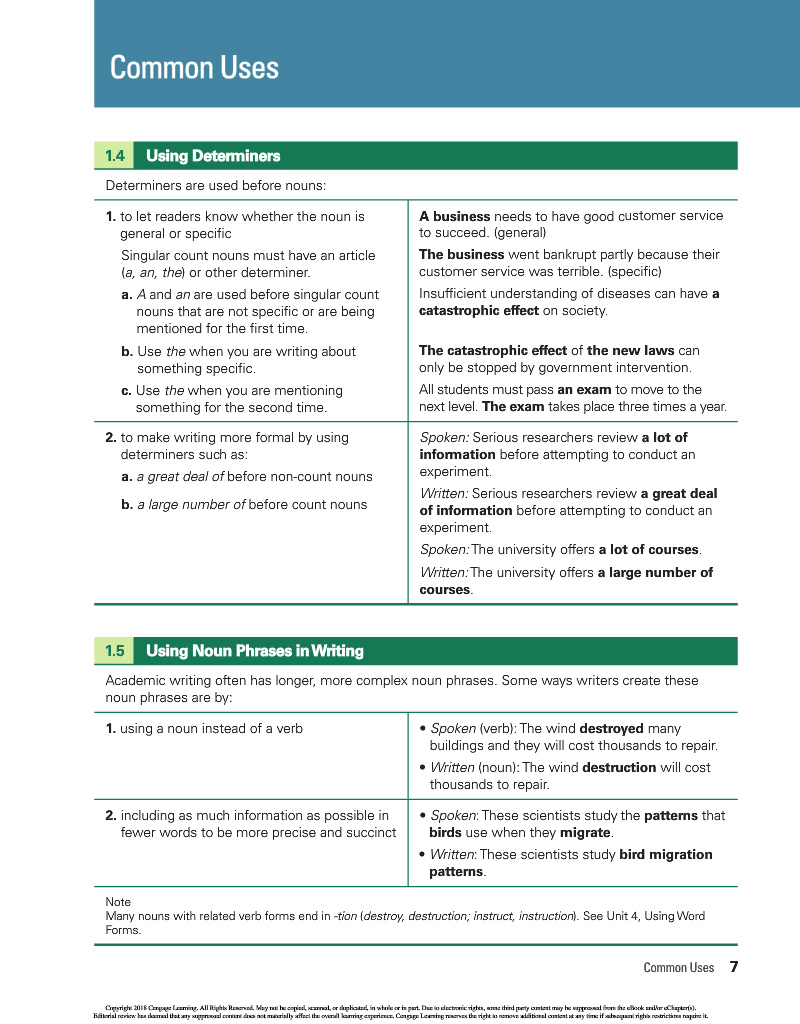 Common Uses
1.4 Using Determiners
Determiners are used before nouns:
1. to let readers know whether the noun is
general or specific
Singular count nouns must have an article
(a, an, the) or other determiner.
a. A and an are used before singular count
nouns that are not specific or are being
mentioned for the first time.
b. Use the when you are writing about
something specific.
c. Use the when you are mentioning
something for the second time.
A business needs to have good customer service
to succeed. (general)
The business went bankrupt partly because their
customer service was terrible. (specific)
Insufficient understanding of diseases can have a
catastrophic effect on society.
The catastrophic effect of the new laws can
only be stopped by government intervention.
All students must pass an exam to move to the
next level. The exam takes place three times a year.
2. to make writing more formal by using
determiners such as:
a. a great deal of before non-count nouns
b. a large number of before count nouns
Spoken: Serious researchers review a lot of
information before attempting to conduct an
experiment.
Written: Serious researchers review a great deal
of information before attempting to conduct an
experiment.
Spoken: The university offers a lot of courses.
Written: The university offers a large number of
courses.
1.5 Using Noun Phrases in Writing
Academic writing often has longer, more complex noun phrases. Some ways writers create these
noun phrases are by:
1. using a noun instead of a verb
• Spoken (verb): The wind destroyed many
buildings and they will cost thousands to repair.
• Written (noun): The wind destruction will cost
thousands to repair.
2. including as much information as possible in
fewer words to be more precise and succinct
• Spoken: These scientists study the patterns that
birds use when they migrate.
• Written: These scientists study bird migration
patterns.
Note
Many nouns with related verb forms end in -tion (destroy, destruction; instruct, instruction). See Unit 4, Using Word
Forms.
Common Uses 7
Copyright 2018 Cengage Learning. All Rights Reserved. May not be copied, scanned, or duplicated, in whole or in part. Due to electronic rights, some third party content may be suppressed from the eBook and/or eChapter(s).
Editorial review has deemed that any suppressed content does not materially affect the overall learning experience. Cengage Learning reserves the right to remove additional content at any time if subsequent rights restrictions require it.